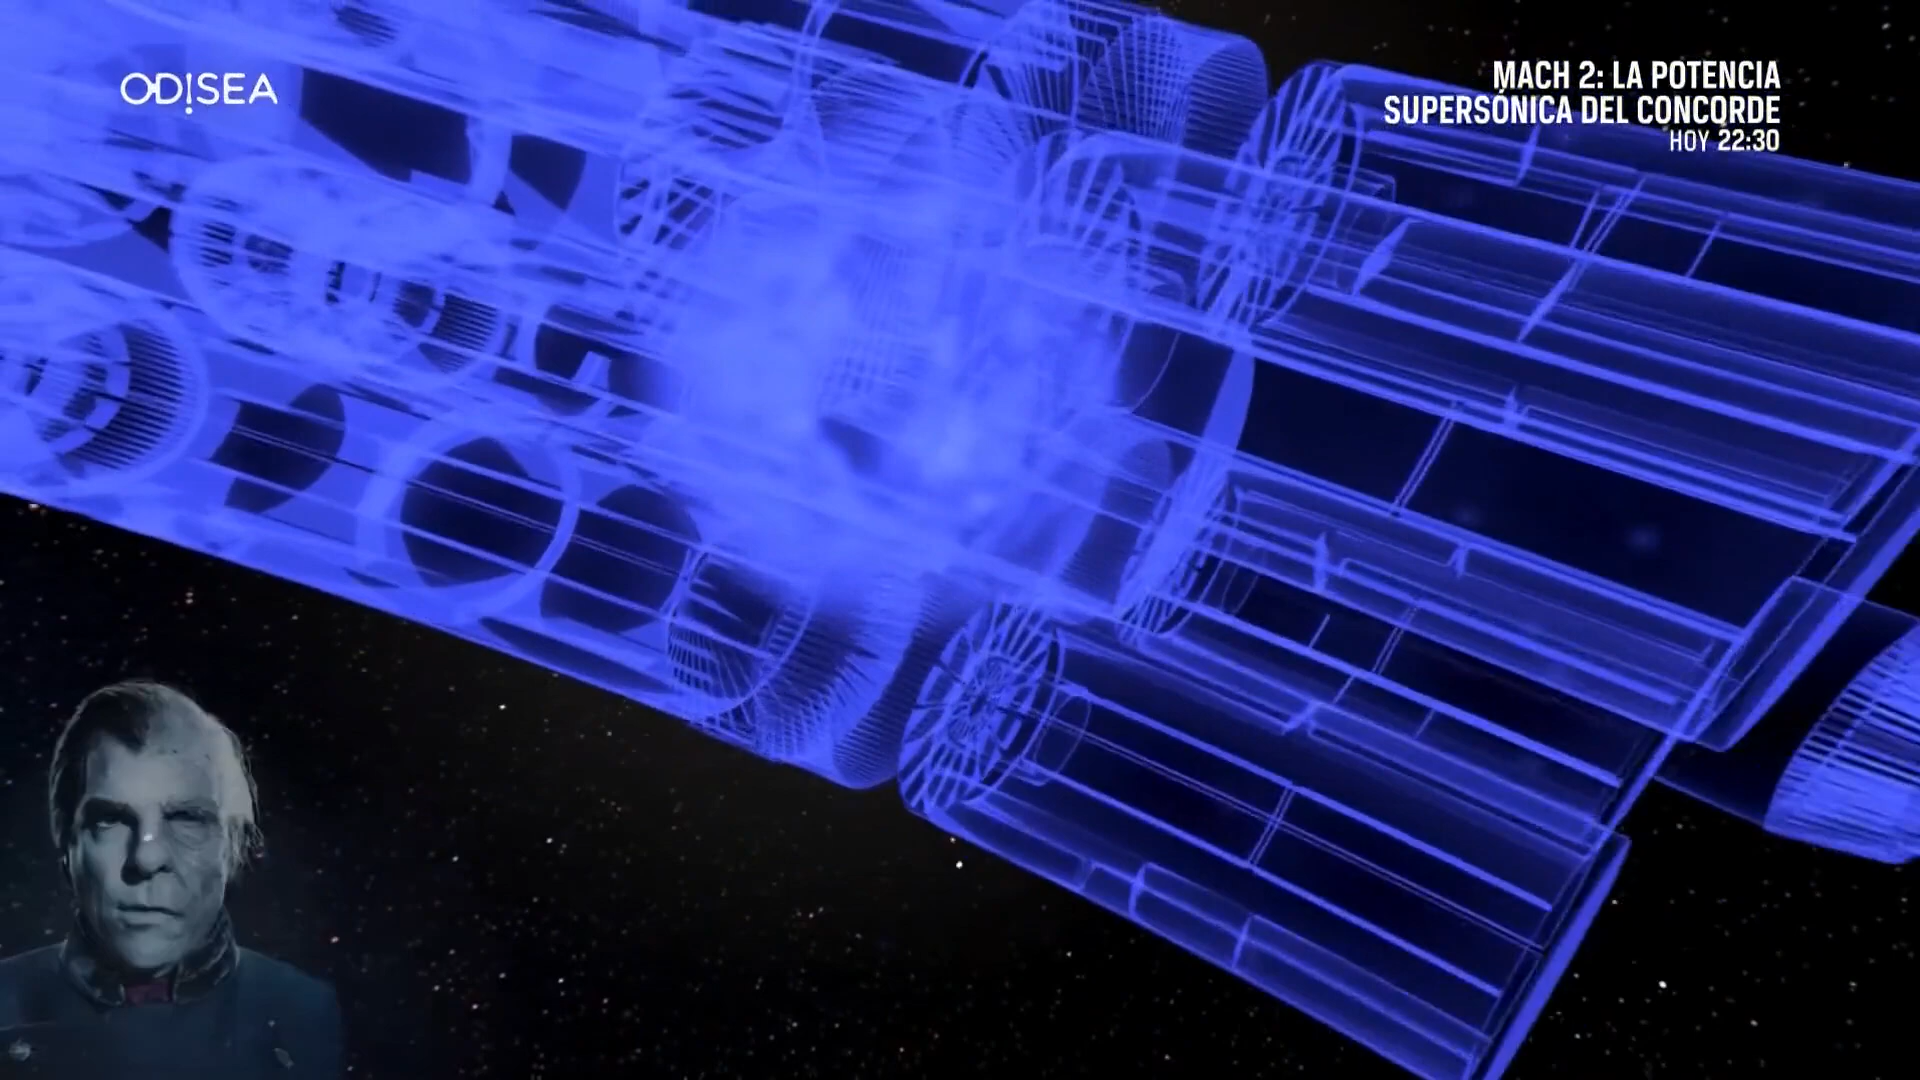 ODISEA
MACH 2: LA POTENCIA
SUPERSÓNICA DEL CONCORDE
HOY 22:30